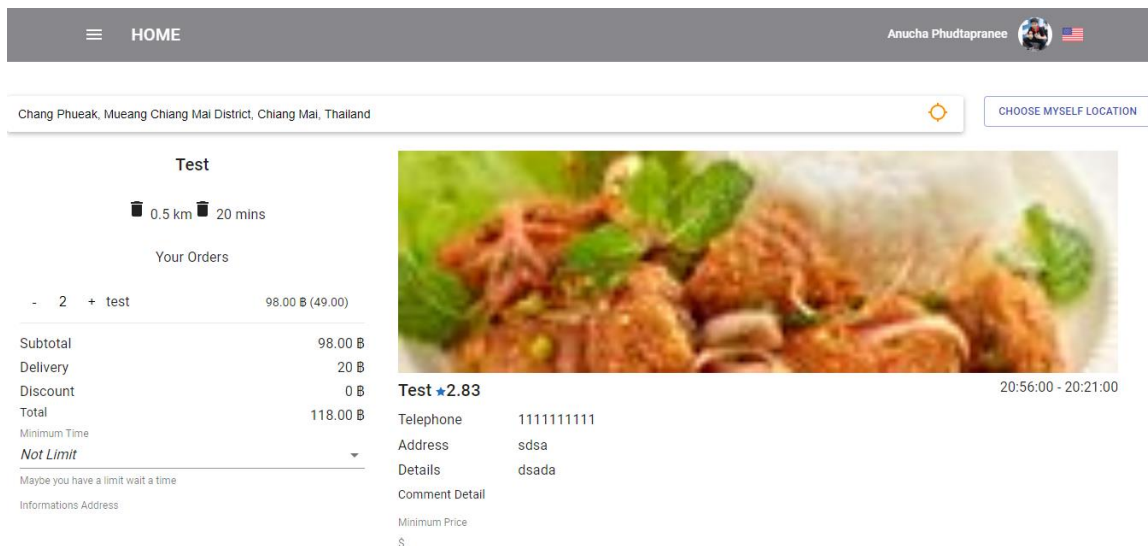 HOME
Anucha Phudtapranee
Chang Phueak, Mueang Chiang Mai District, Chiang Mai, Thailand
CHOOSE MYSELF LOCATION
Test
0.5 km 20 mins
Your Orders
- 2 + test 98.00 ฿ (49.00)
Subtotal 98.00 ฿
Delivery 20 ฿
Discount 0 ฿
Total 118.00 ฿
Minimum Time
Not Limit
Maybe you have a limit wait a time
Informations Address
Test ★2.83
20:56:00 - 20:21:00
Telephone 1111111111
Address sdsa
Details dsada
Comment Detail
Minimum Price
$